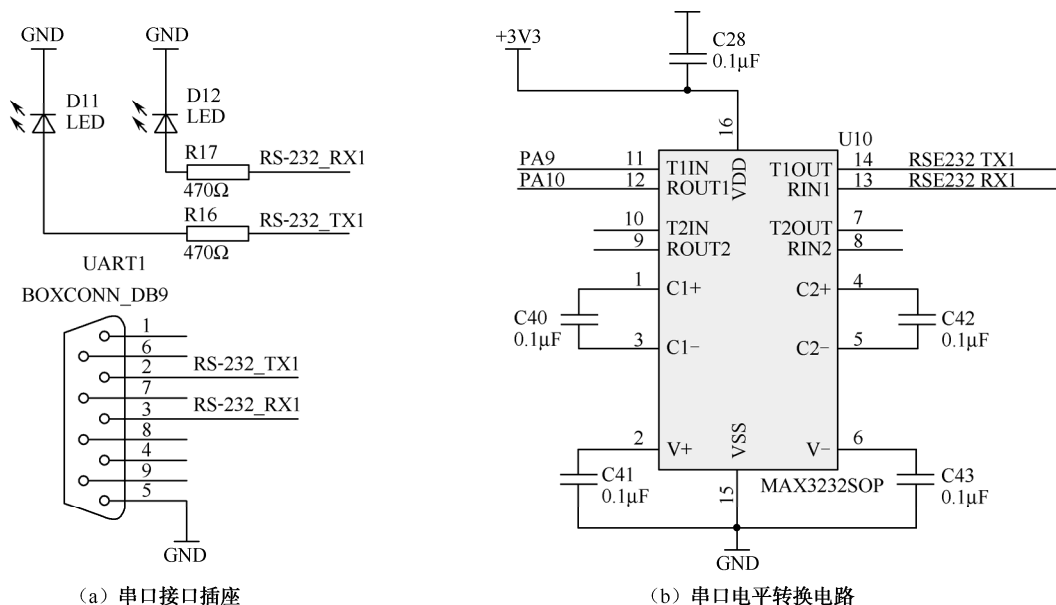 GND
GND
D11
LED
D12
LED
R17
RS-232_RX1
470Ω
R16
RS-232_TX1
470Ω
UART1
BOXCONN_DB9
1
6
2
RS-232_TX1
7
3
RS-232_RX1
8
4
9
5
GND
(a) 串口接口插座
+3V3
C28
0.1μF
16
U10
PA9
11
T1IN
VDD
T1OUT
14
RSE232 TX1
PA10
12
ROUT1
RIN1
13
RSE232 RX1
10
T2IN
T2OUT
7
9
ROUT2
RIN2
8
1
C1+
C2+
4
C40
0.1μF
C42
0.1μF
3
C1−
C2−
5
2
V+
VSS
V−
6
C41
0.1μF
15
MAX3232SOP
C43
0.1μF
GND
(b) 串口电平转换电路